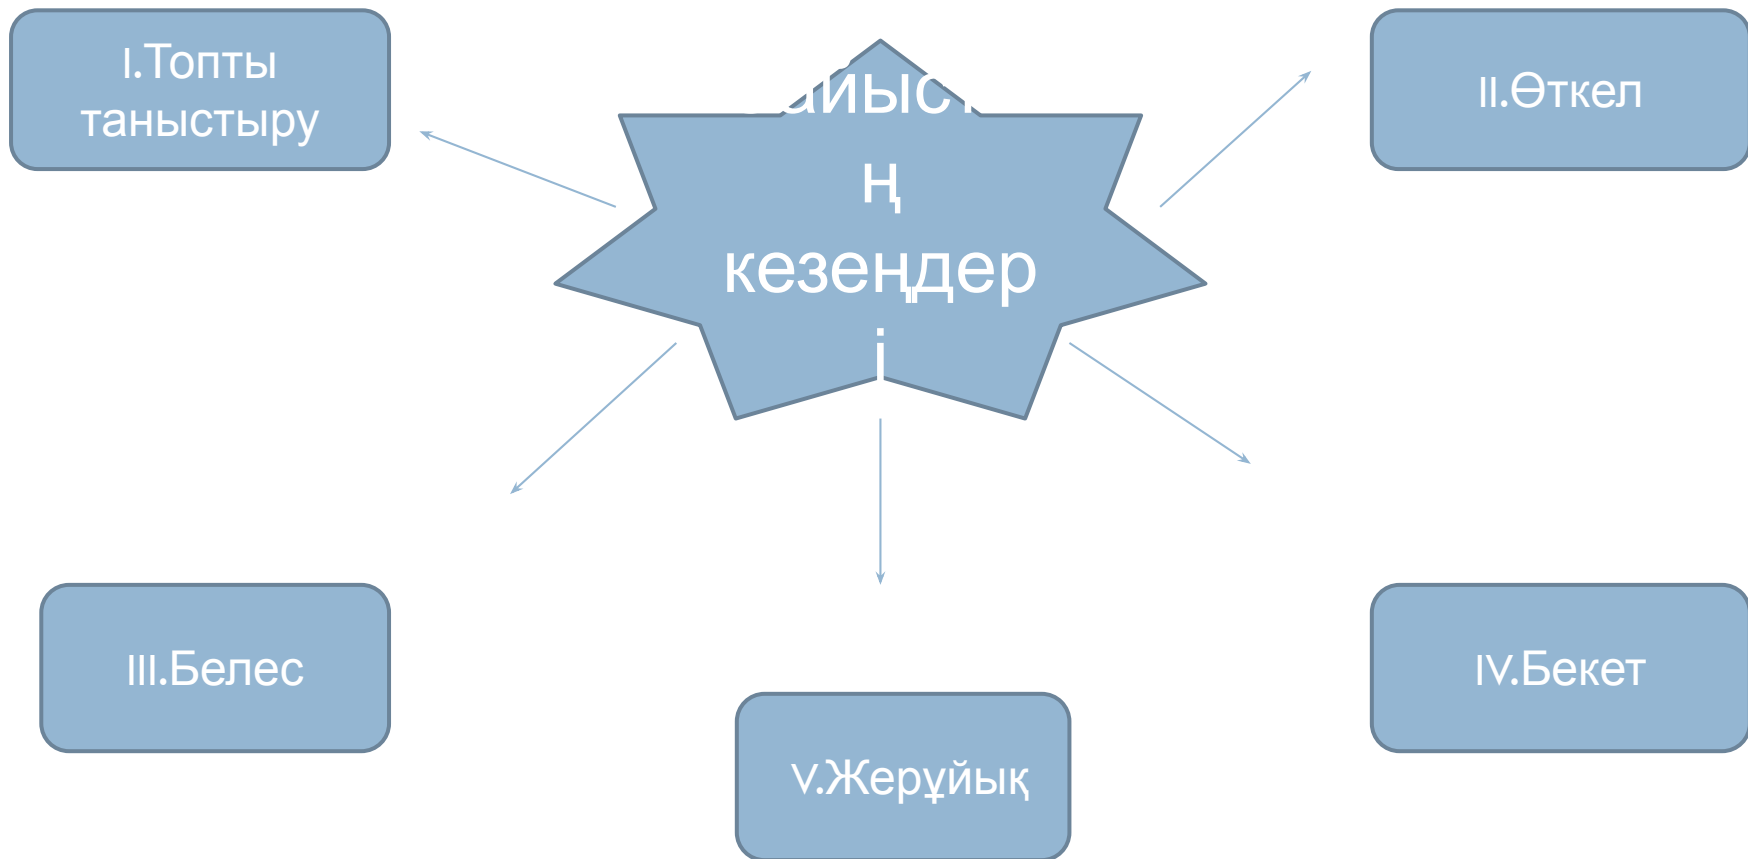 I.Топты
таныстыру
II.Өткел
ң
кезеңдер
і
III.Белес
IV.Бекет
V.Жерұйық